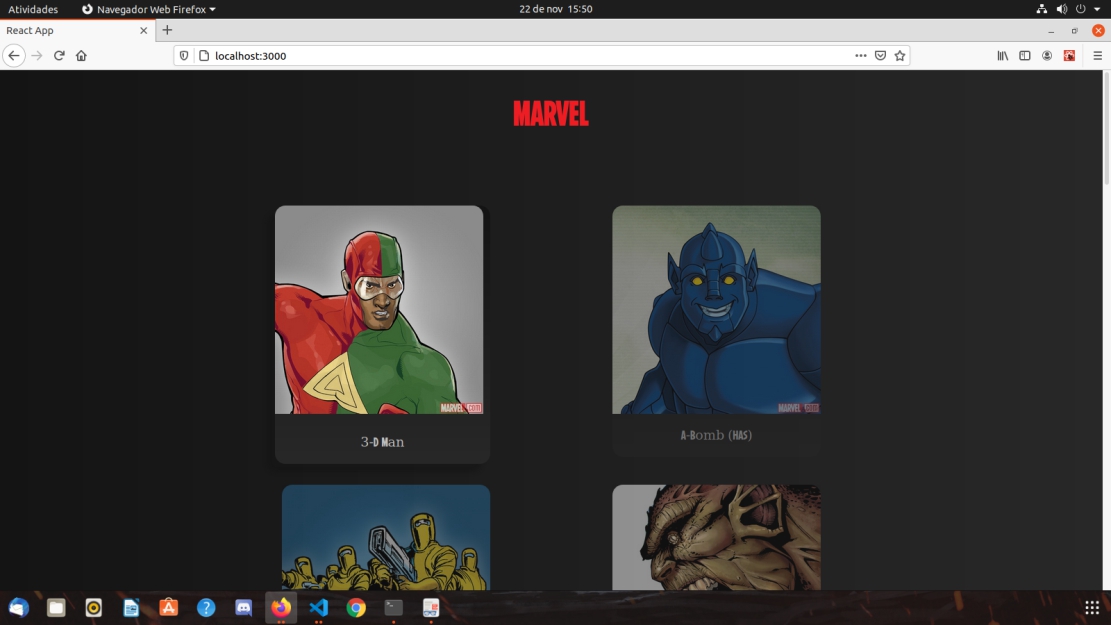 Atividades
Navegador Web Firefox
22 de nov 15:50
React App
localhost:3000
MARVEL
MARVEL
MARVEL
3-D Man
A-Bomb (HAS)